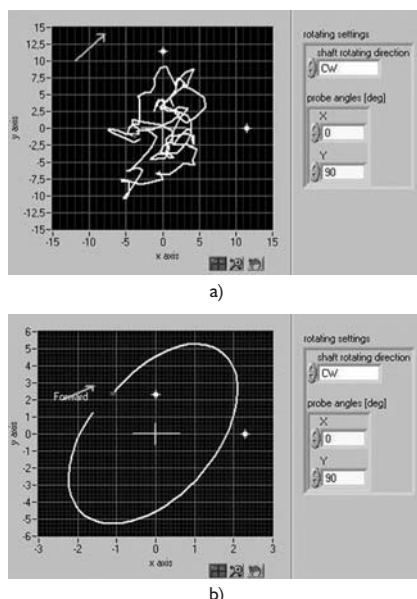 15
12,5
10
7,5
5
2,5
0
-2,5
-5
-7,5
-10
-12,5
-15
y axis
-15 -10 -5 0 5 10 15
x axis
rotating settings
shaft rotating direction
CW
probe angles [deg]
X
0
Y
90
a)
6
5
4
3
2
1
0
-1
-2
-3
-4
-5
-6
y axis
Forward
-3 -2 -1 0 1 2 3
x axis
rotating settings
shaft rotating direction
CW
probe angles [deg]
X
0
Y
90
b)